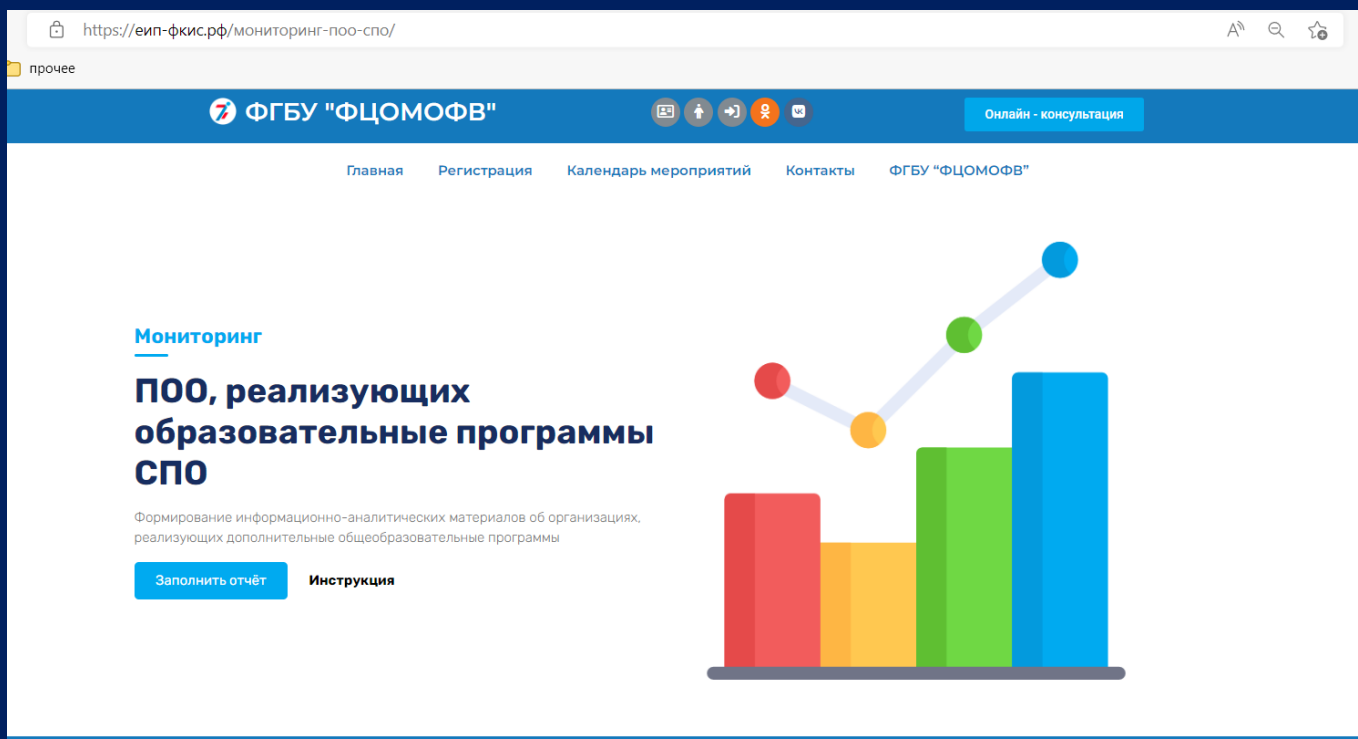 https://еип-фкис.рф/мониторинг-поо-спо/
прочее
ФГБУ "ФЦОМОФВ"
Онлайн - консультация
Главная Регистрация Календарь мероприятий Контакты ФГБУ “ФЦОМОФВ”
Мониторинг
ПОО, реализующих
образовательные программы
СПО
Формирование информационно-аналитических материалов об организациях,
реализующих дополнительные общеобразовательные программы
Заполнить отчёт Инструкция